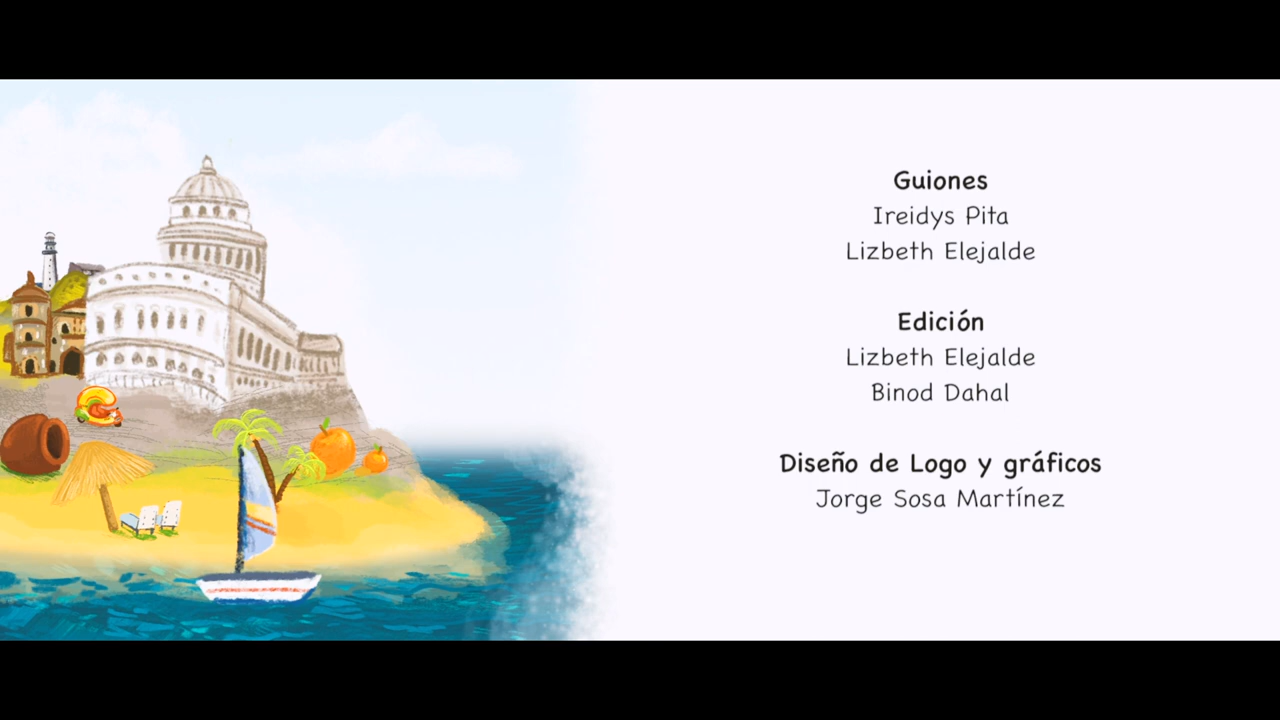 Guiones
Ireidys Pita
Lizbeth Elejalde
Edición
Lizbeth Elejalde
Binod Dahal
Diseño de Logo y gráficos
Jorge Sosa Martínez